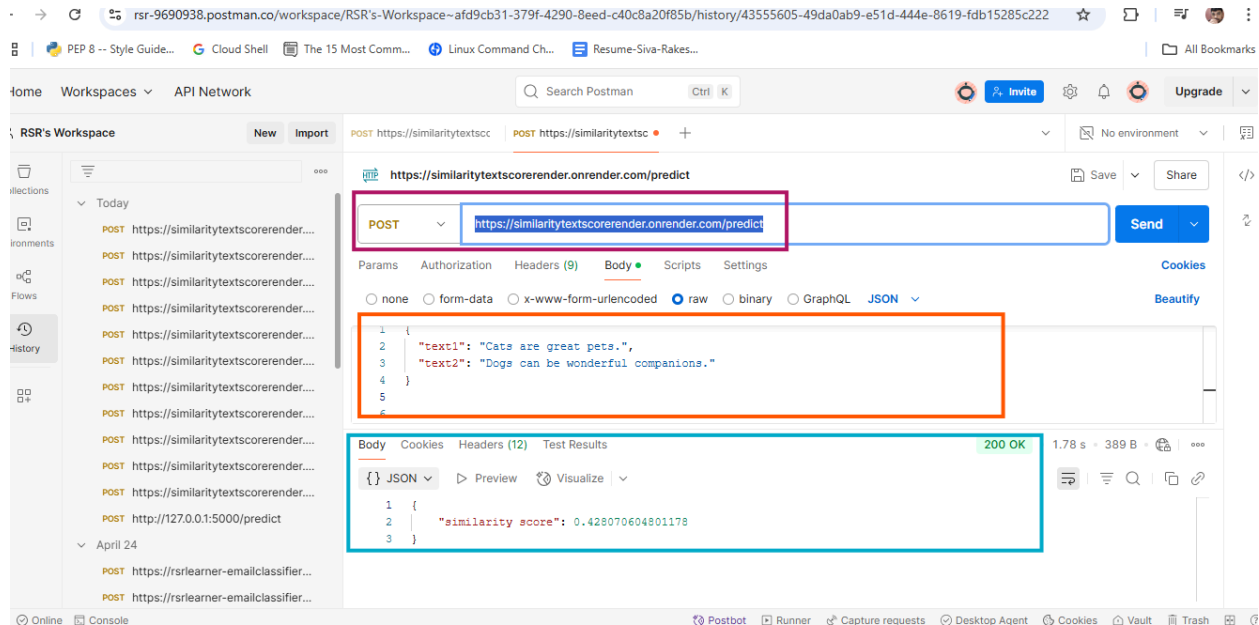 rsr-9690938.postman.co/workspace/RSR's-Workspace~afd9cb31-379f-4290-8eed-c40c8a20f85b/history/43555605-49da0ab9-e51d-444e-8619-fdb15285c222
PEP 8 -- Style Guide... Cloud Shell The 15 Most Comm... Linux Command Ch... Resume-Siva-Rakes... All Bookmarks
Home Workspaces API Network Search Postman Ctrl K Invite Upgrade
RSR's Workspace New Import POST https://similaritytextscc POST https://similaritytextsc + No environment
ollections
ironments
Flows
History
HTTP https://similaritytextscorerender.onrender.com/predict Save Share </>
Today
POST https://similaritytextscorerender....
POST https://similaritytextscorerender....
POST https://similaritytextscorerender....
POST https://similaritytextscorerender....
POST https://similaritytextscorerender....
POST https://similaritytextscorerender....
POST https://similaritytextscorerender....
POST https://similaritytextscorerender....
POST https://similaritytextscorerender....
POST https://similaritytextscorerender....
POST https://similaritytextscorerender....
POST http://127.0.0.1:5000/predict
April 24
POST https://rsrlearner-emailclassifier...
POST https://rsrlearner-emailclassifier...
POST https://similaritytextscorerender.onrender.com/predict Send
Params Authorization Headers (9) Body Scripts Settings Cookies
none form-data x-www-form-urlencoded raw binary GraphQL JSON Beautify
1 {
2 "text1": "Cats are great pets.",
3 "text2": "Dogs can be wonderful companions."
4 }
5
6
Body Cookies Headers (12) Test Results 200 OK 1.78 s 389 B
{} JSON Preview Visualize
1 {
2 "similarity score": 0.428070604801178
3 }
Online Console Postbot Runner Capture requests Desktop Agent Cookies Vault Trash